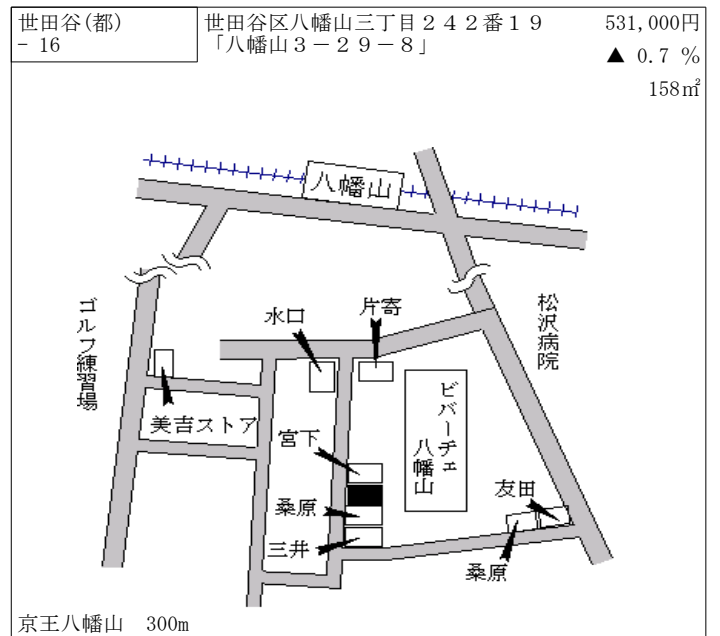 世田谷(都)
- 16
世田谷区八幡山三丁目２４２番１９
「八幡山３－２９－８」
531,000円
▲ 0.7 %
158㎡
八幡山
ゴルフ練習場
水口
片寄
松沢病院
美吉ストア
ビバーチェ
八幡山
宮下
桑原
三井
友田
桑原
京王八幡山　300m